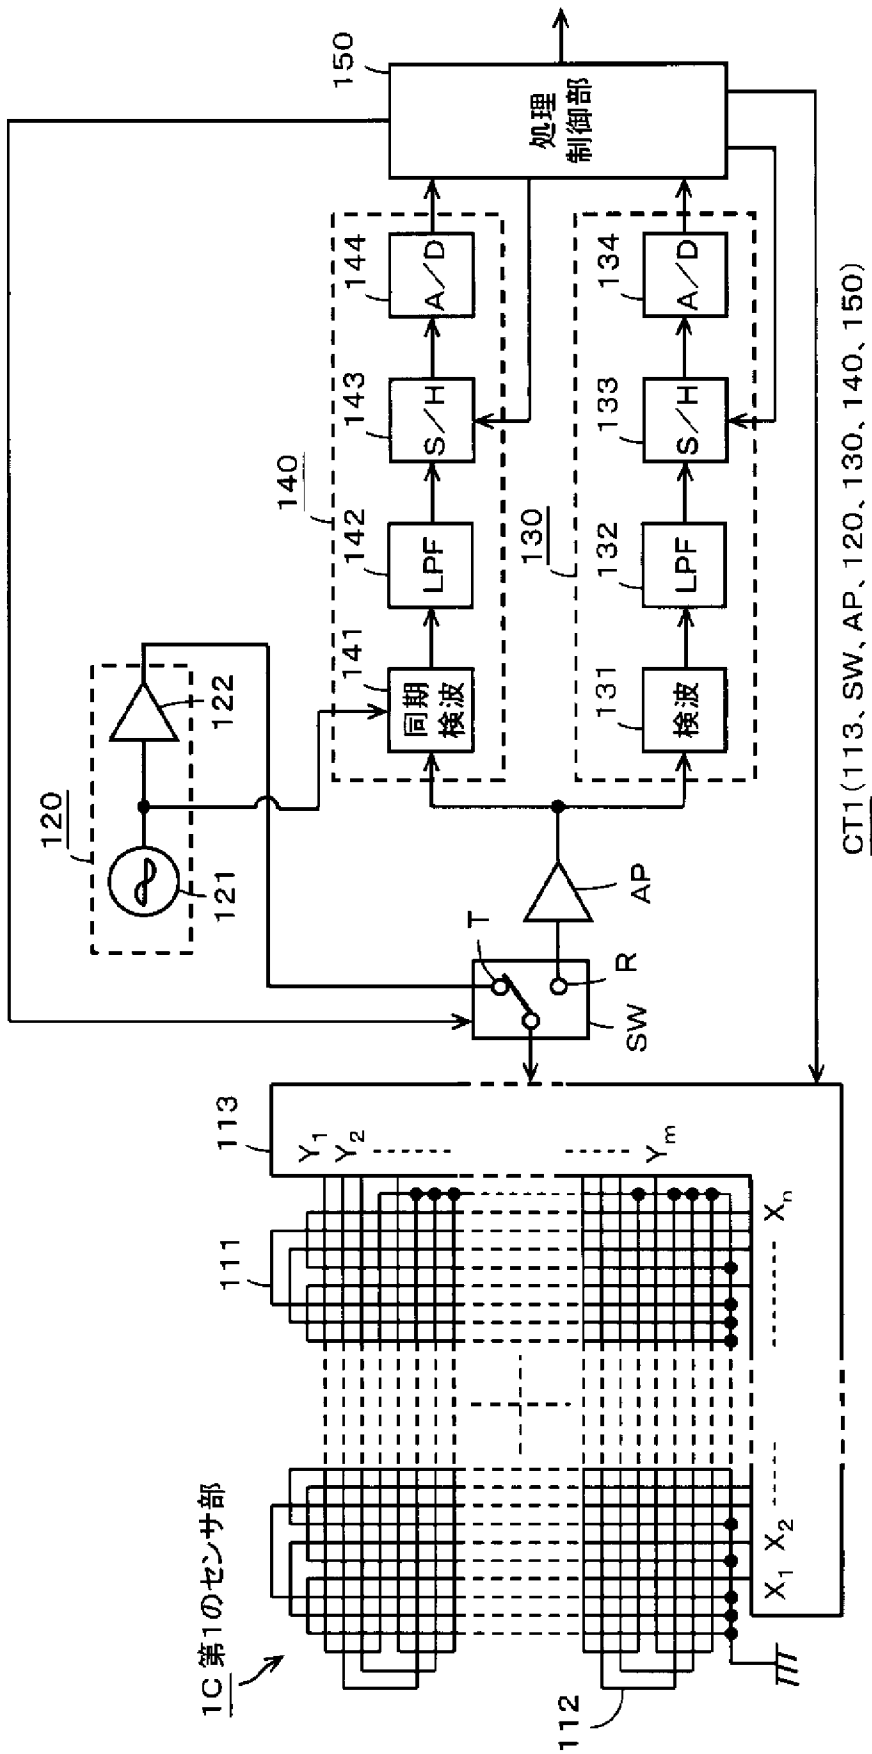 1C 第1のセンサ部
111
112
113
Y1
Y2
Ym
X1
X2
Xn
SW
T
R
AP
120
121
122
140
141
同期
検波
142
LPF
143
S/H
144
A/D
130
131
検波
132
LPF
133
S/H
134
A/D
150
処理
制御部
CT1(113、SW、AP、120、130、140、150)